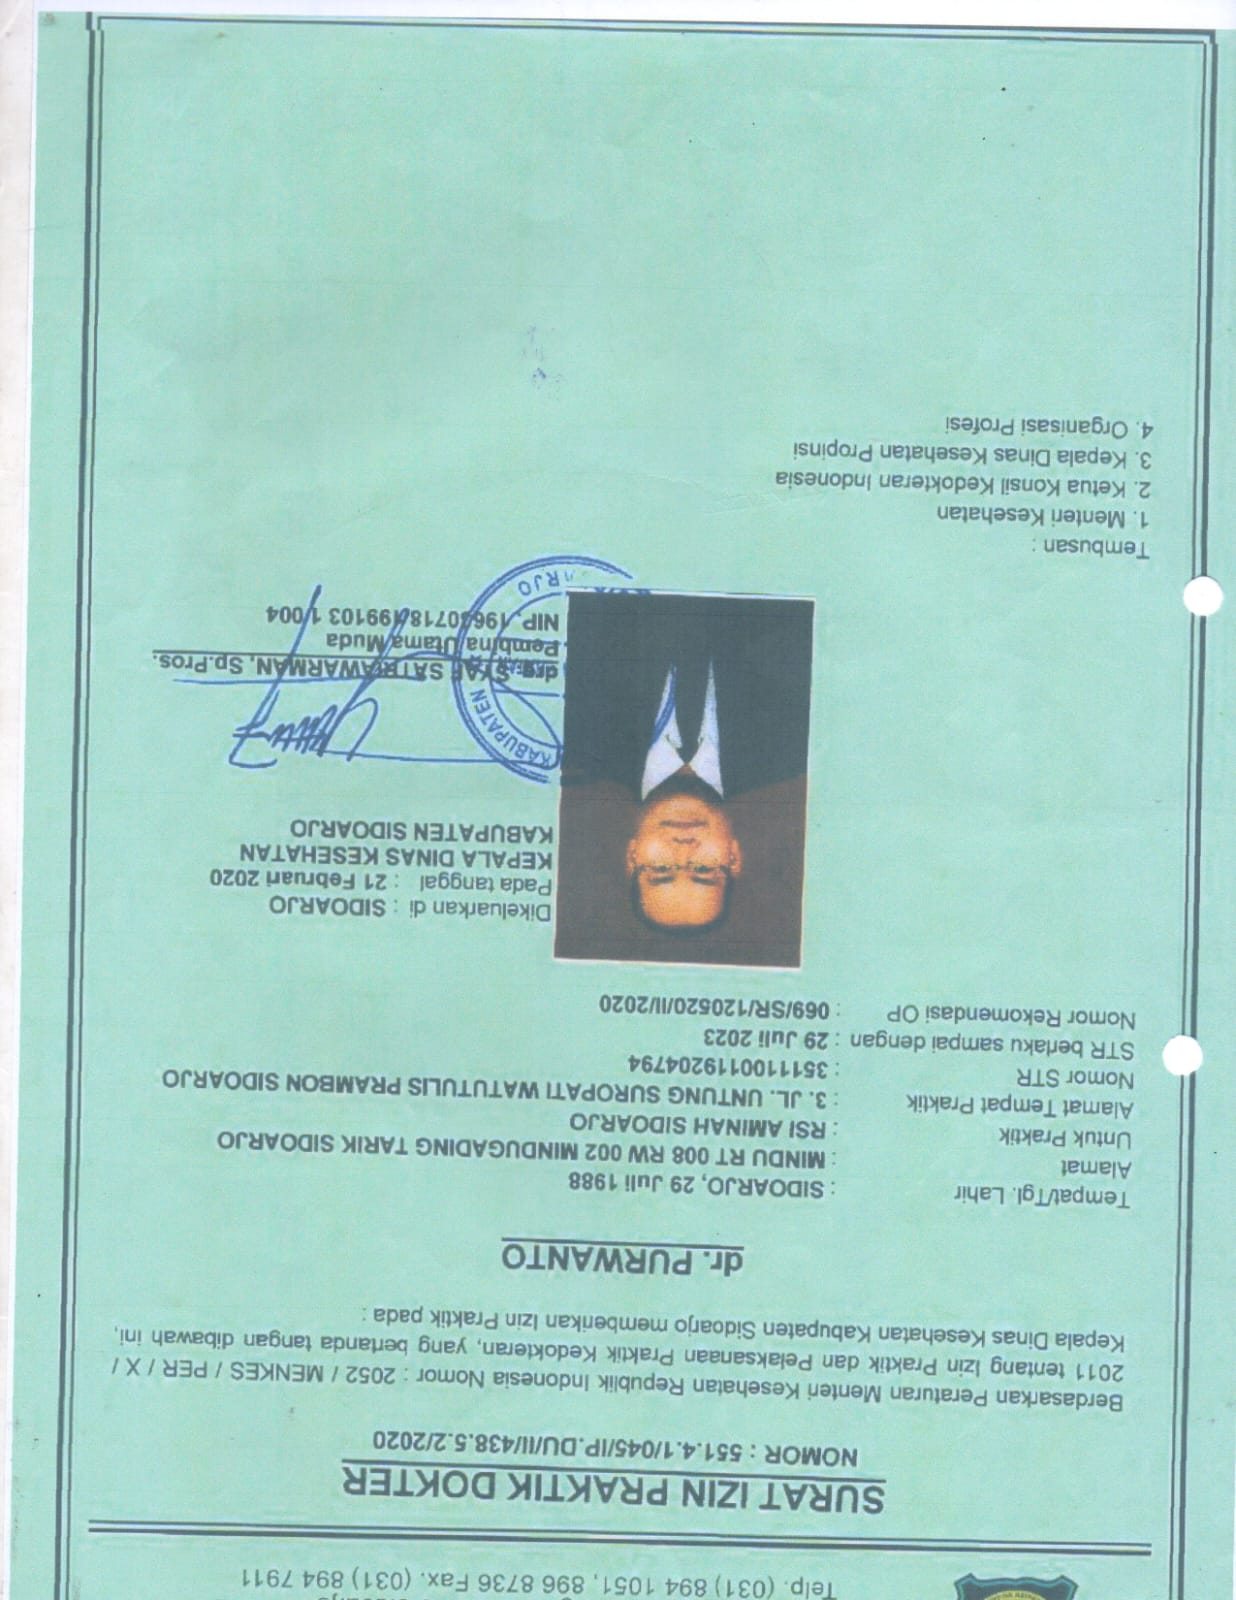 Telp. (031) 894 1051, 896 8736 Fax. (031) 894 7911
SURAT IZIN PRAKTIK DOKTER
NOMOR : 551.4.1/045/IP.DU/II/438.5.2/2020
Berdasarkan Peraturan Menteri Kesehatan Republik Indonesia Nomor : 2052 / MENKES / PER / X /
2011 tentang Izin Praktik dan Pelaksanaan Praktik Kedokteran, yang bertanda tangan dibawah ini,
Kepala Dinas Kesehatan Kabupaten Sidoarjo memberikan Izin Praktik pada :
dr. PURWANTO
Tempat/Tgl. Lahir : SIDOARJO, 29 Juli 1988
Alamat : MINDU RT 008 RW 002 MINDUGADING TARIK SIDOARJO
Untuk Praktik : RSI AMINAH SIDOARJO
Alamat Tempat Praktik : 3. JL. UNTUNG SUROPATI WATUTULIS PRAMBON SIDOARJO
Nomor STR : 3511100119204794
STR berlaku sampai dengan : 29 Juli 2023
Nomor Rekomendasi OP : 069/SR/120520/II/2020
Dikeluarkan di : SIDOARJO
Pada tanggal : 21 Februari 2020
KEPALA DINAS KESEHATAN
KABUPATEN SIDOARJO
KABUPATEN
drg. SYAF SATRIAWARMAN, Sp.Pros.
Pembina Utama Muda
NIP. 19630718 199103 1 004
ARJO
Tembusan :
1. Menteri Kesehatan
2. Ketua Konsil Kedokteran Indonesia
3. Kepala Dinas Kesehatan Propinsi
4. Organisasi Profesi